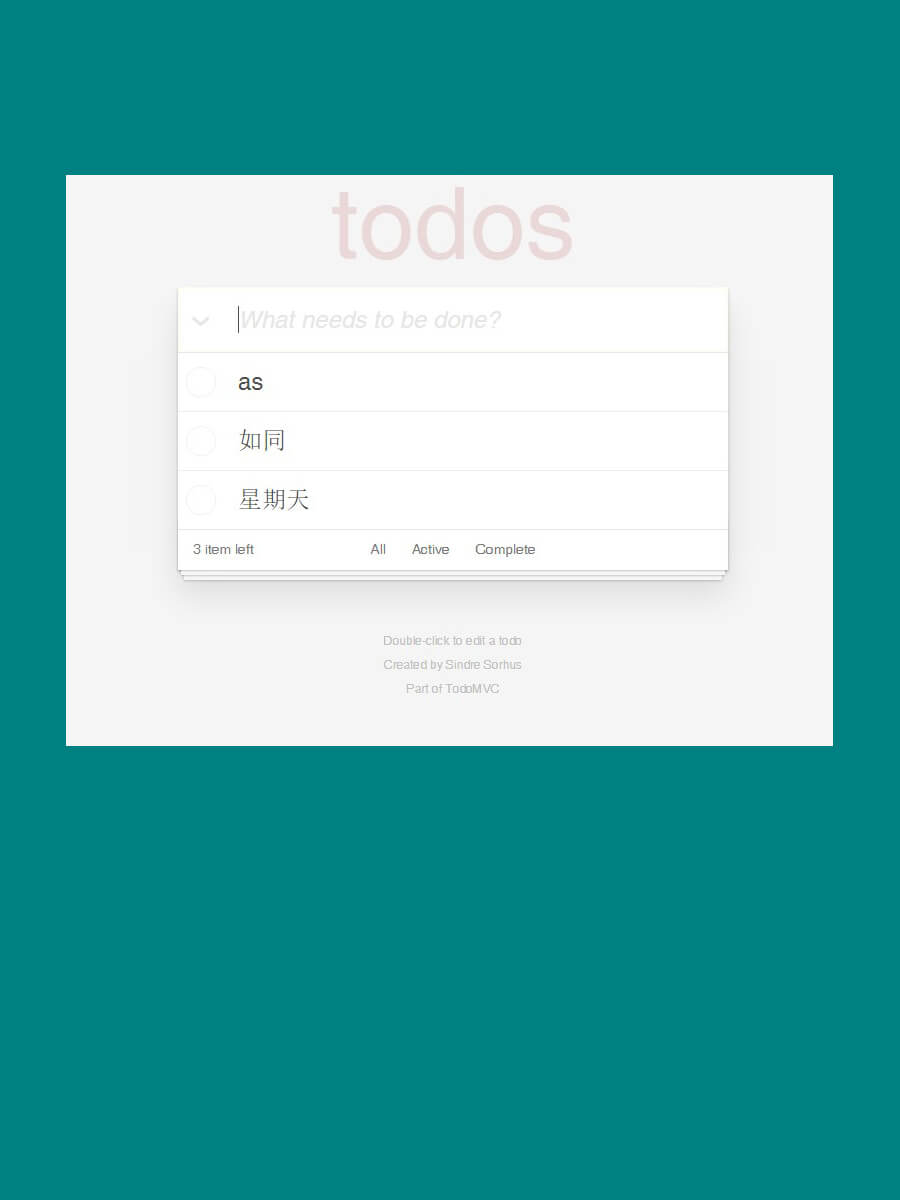 todos
What needs to be done?
as
如同
星期天
3 item left All Active Complete
Double-click to edit a todo
Created by Sindre Sorhus
Part of TodoMVC